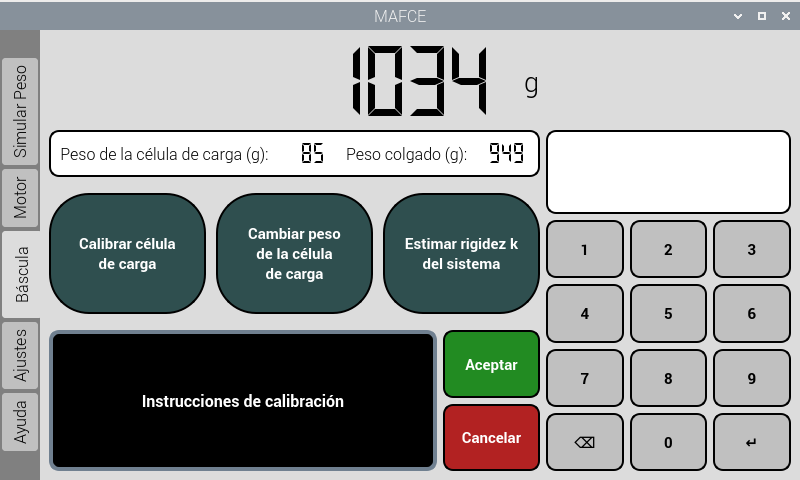 MAFCE
1034 g
Simular Peso
Motor
Báscula
Ajustes
Ayuda
Peso de la célula de carga (g): 85 Peso colgado (g): 949
Calibrar célula
de carga
Cambiar peso
de la célula
de carga
Estimar rigidez k
del sistema
Instrucciones de calibración
Aceptar
Cancelar
1 2 3
4 5 6
7 8 9
⌫ 0 ↵